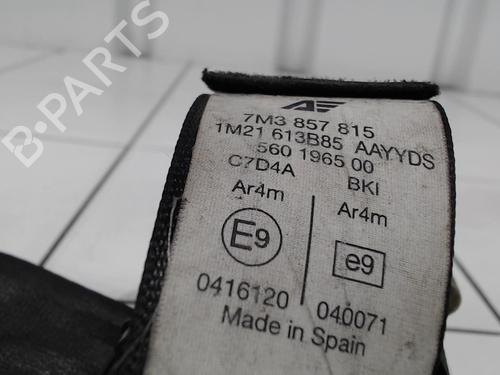 7M3 857 815
1M21 613B85 AAYYDS
560 1965 00
C7D4A BKI
Ar4m Ar4m
E9 e9
0416120 040071
Made in Spain